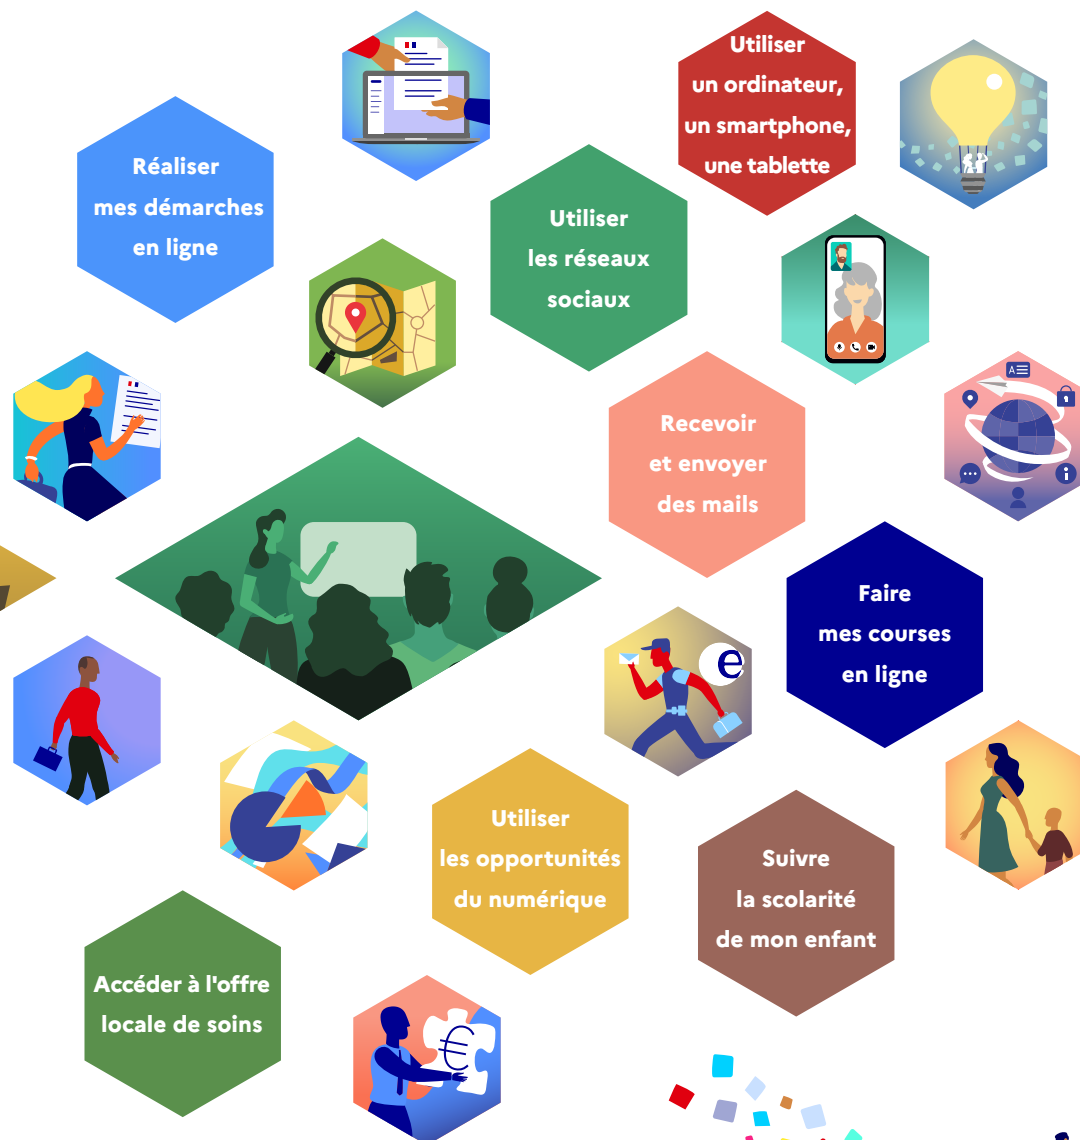 Utiliser
un ordinateur,
un smartphone,
une tablette
Réaliser
mes démarches
en ligne
Utiliser
les réseaux
sociaux
A
Recevoir
et envoyer
des mails
i
Faire
mes courses
en ligne
e
Utiliser
les opportunités
du numérique
Suivre
la scolarité
de mon enfant
Accéder à l'offre
locale de soins
€